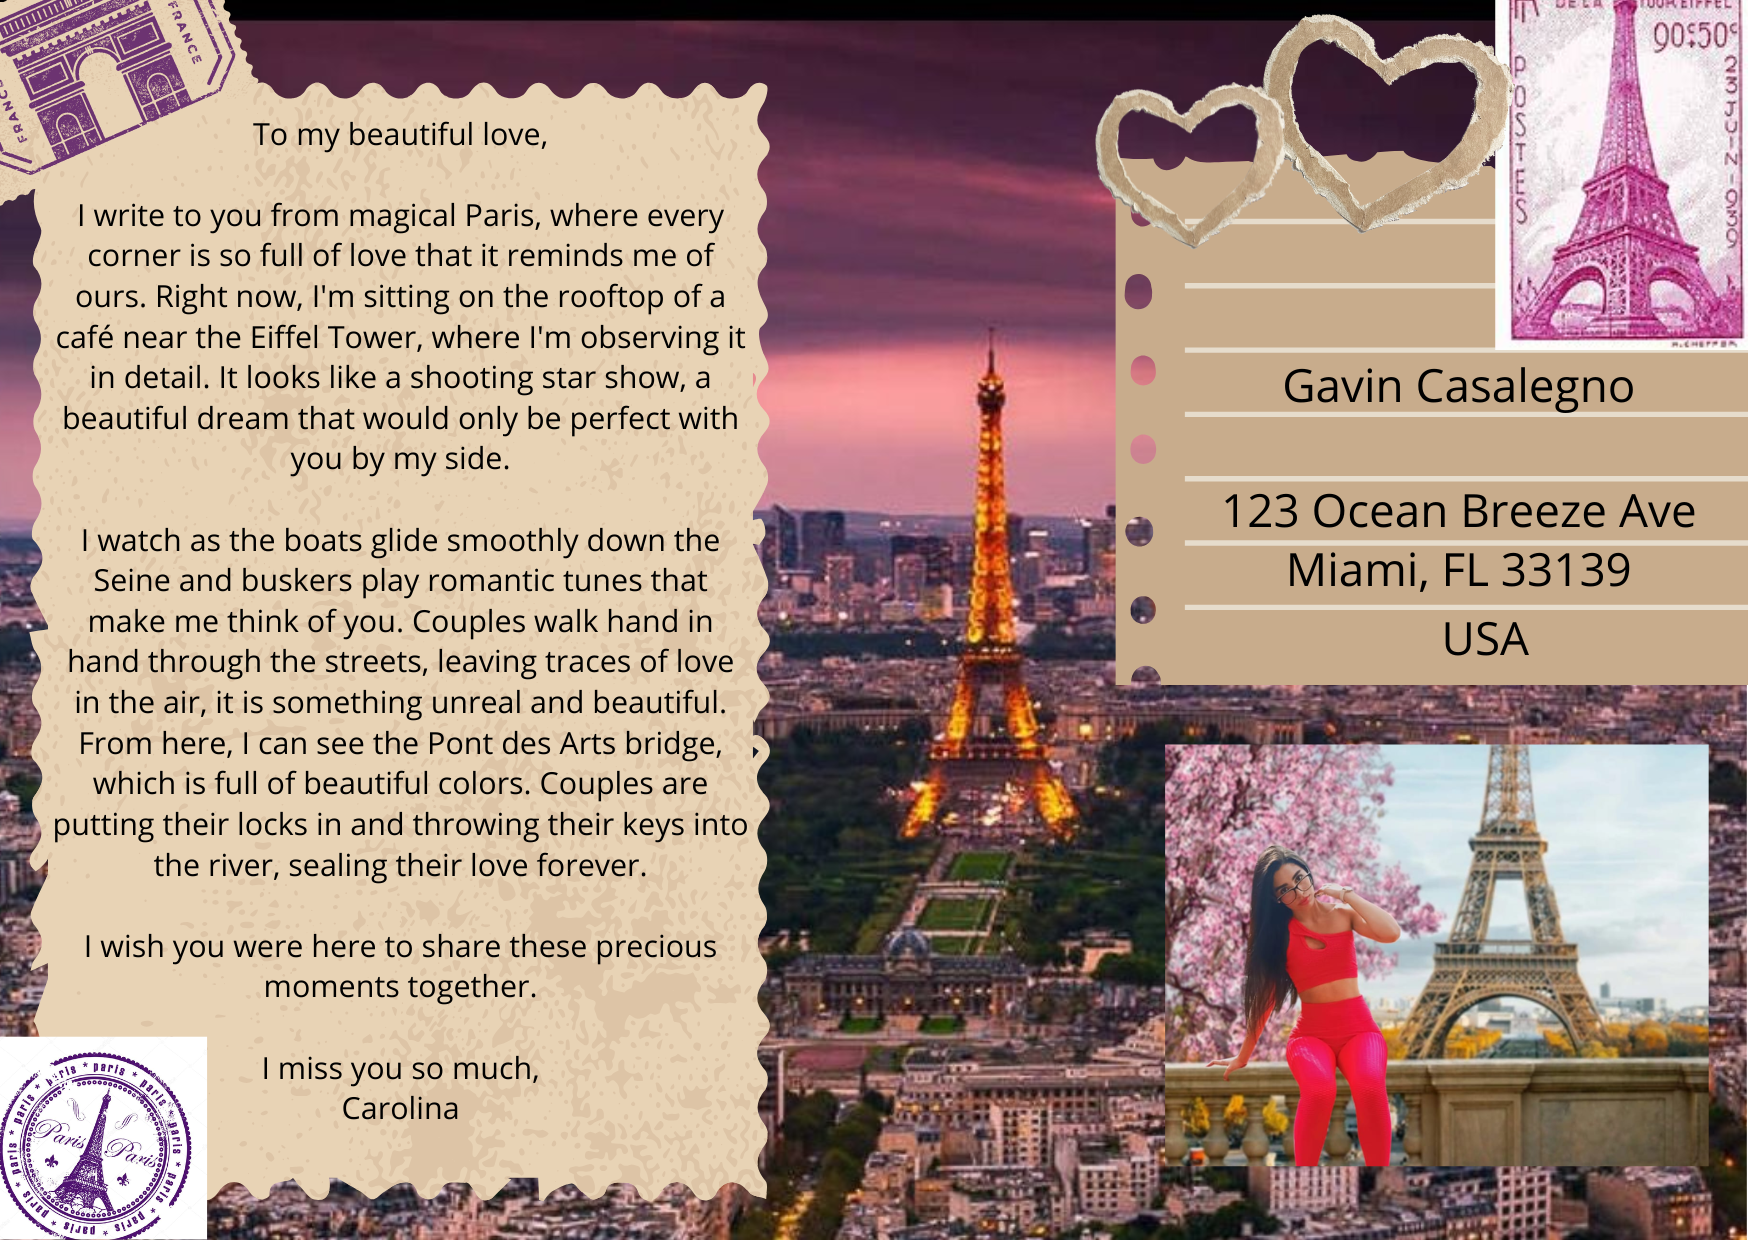 FRANCE
FRANCE
To my beautiful love,
I write to you from magical Paris, where every
corner is so full of love that it reminds me of
ours. Right now, I'm sitting on the rooftop of a
café near the Eiffel Tower, where I'm observing it
in detail. It looks like a shooting star show, a
beautiful dream that would only be perfect with
you by my side.
I watch as the boats glide smoothly down the
Seine and buskers play romantic tunes that
make me think of you. Couples walk hand in
hand through the streets, leaving traces of love
in the air, it is something unreal and beautiful.
From here, I can see the Pont des Arts bridge,
which is full of beautiful colors. Couples are
putting their locks in and throwing their keys into
the river, sealing their love forever.
I wish you were here to share these precious
moments together.
I miss you so much,
Carolina
paris * paris * paris * paris * paris * paris * paris * paris * paris
Paris
Paris
DE LA TOUR EIFFEL
90c+50c
POSTES
23 JUIN 1939
Gavin Casalegno
123 Ocean Breeze Ave
Miami, FL 33139
USA